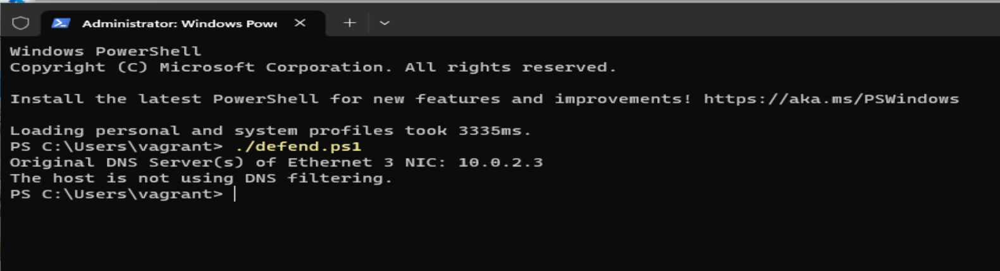 Administrator: Windows Powe
Windows PowerShell
Copyright (C) Microsoft Corporation. All rights reserved.
Install the latest PowerShell for new features and improvements! https://aka.ms/PSWindows
Loading personal and system profiles took 3335ms.
PS C:\Users\vagrant> ./defend.ps1
Original DNS Server(s) of Ethernet 3 NIC: 10.0.2.3
The host is not using DNS filtering.
PS C:\Users\vagrant>